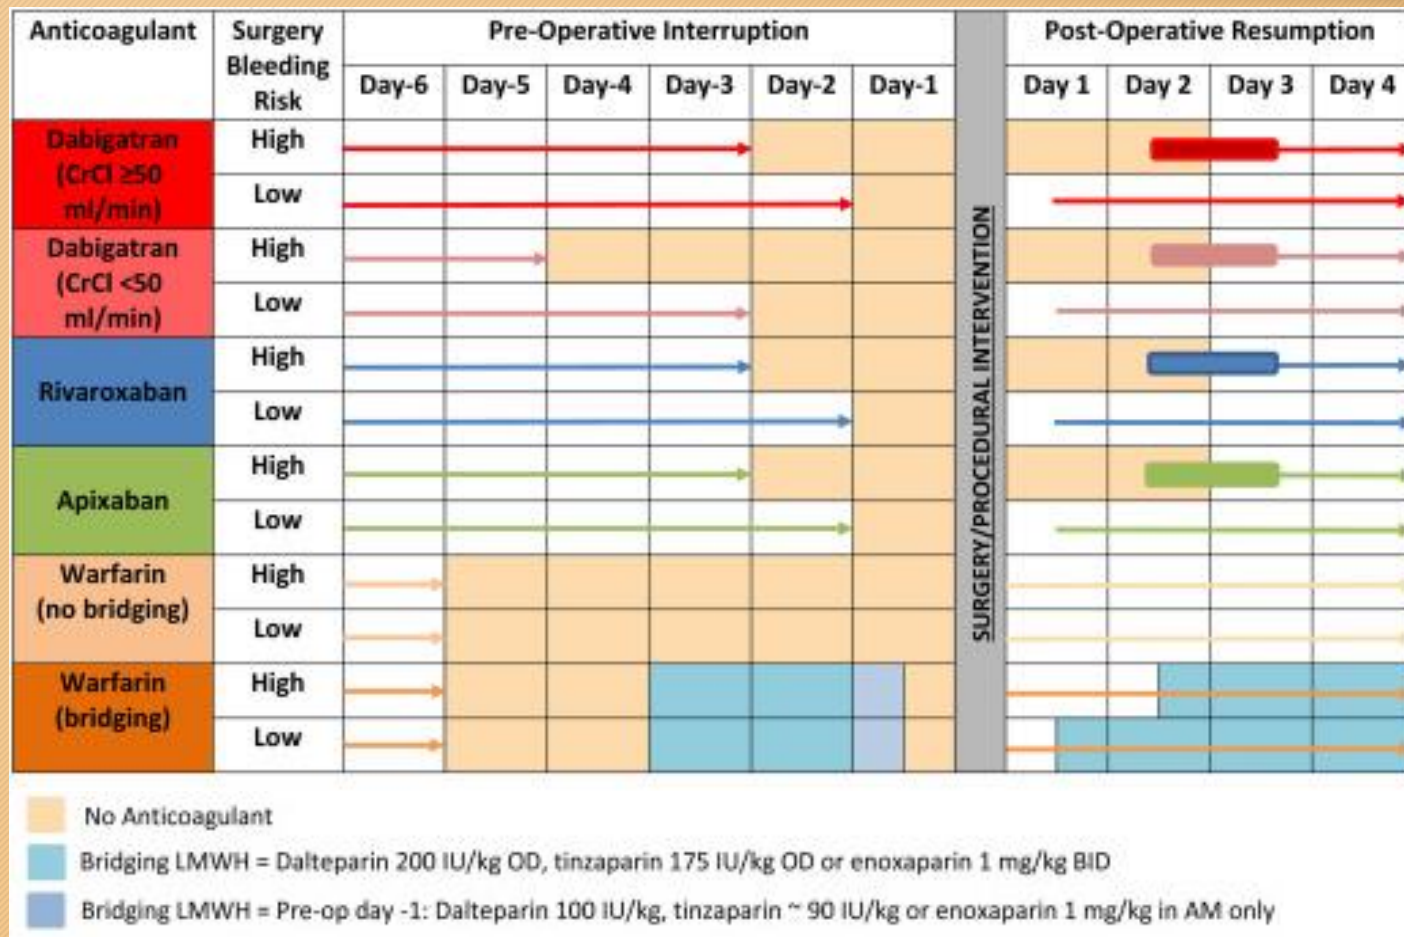 Anticoagulant
Surgery
Bleeding
Risk
Pre-Operative Interruption
Post-Operative Resumption
Day-6 Day-5 Day-4 Day-3 Day-2 Day-1
Day 1 Day 2 Day 3 Day 4
Dabigatran
(CrCl ≥50
ml/min)
High
Low
Dabigatran
(CrCl <50
ml/min)
High
Low
Rivaroxaban
High
Low
Apixaban
High
Low
Warfarin
(no bridging)
High
Low
Warfarin
(bridging)
High
Low
SURGERY/PROCEDURAL INTERVENTION
No Anticoagulant
Bridging LMWH = Dalteparin 200 IU/kg OD, tinzaparin 175 IU/kg OD or enoxaparin 1 mg/kg BID
Bridging LMWH = Pre-op day -1: Dalteparin 100 IU/kg, tinzaparin ~ 90 IU/kg or enoxaparin 1 mg/kg in AM only